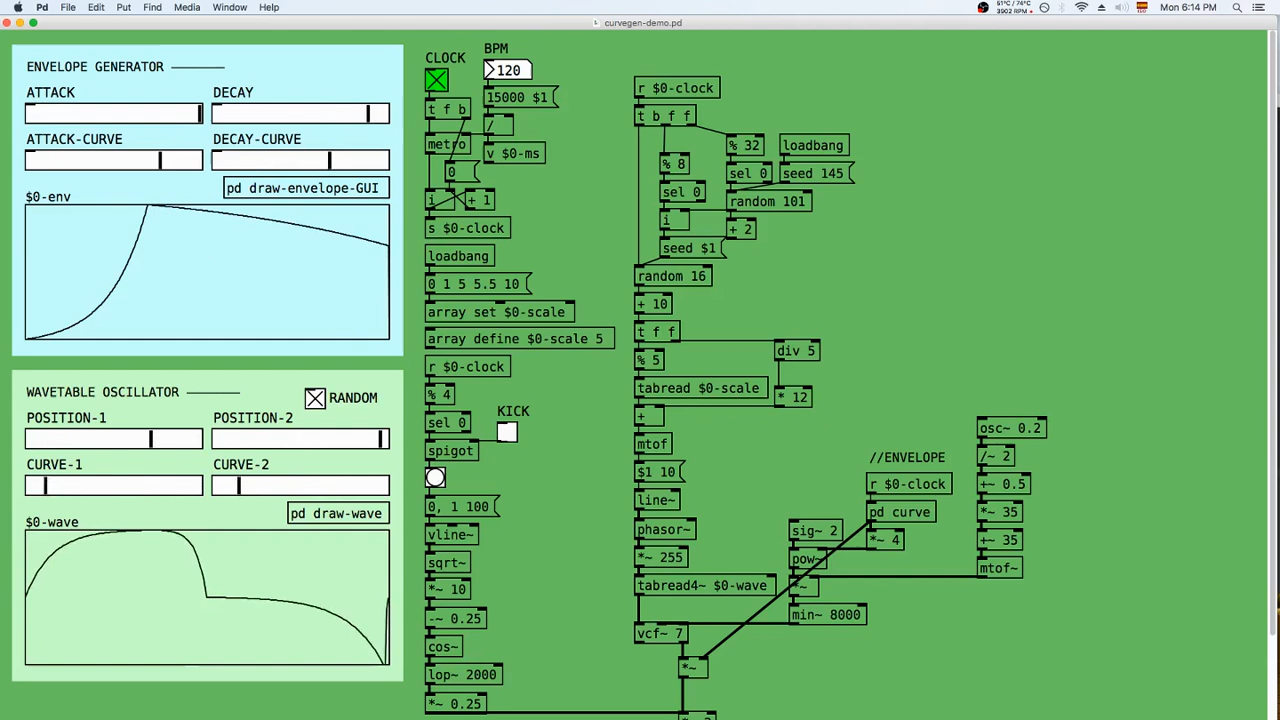 Pd File Edit Put Find Media Window Help
51°C / 74°C
3902 RPM
Mon 6:14 PM
curvegen-demo.pd
ENVELOPE GENERATOR
ATTACK
DECAY
ATTACK-CURVE
DECAY-CURVE
pd draw-envelope-GUI
$0-env
WAVETABLE OSCILLATOR
RANDOM
POSITION-1
POSITION-2
CURVE-1
CURVE-2
pd draw-wave
$0-wave
CLOCK
BPM
120
15000 $1
t f b
/
metro
v $0-ms
0
i
+ 1
s $0-clock
loadbang
0 1 5 5.5 10
array set $0-scale
array define $0-scale 5
r $0-clock
% 4
sel 0
KICK
spigot
0, 1 100
vline~
sqrt~
*~ 10
-~ 0.25
cos~
lop~ 2000
*~ 0.25
r $0-clock
t b f f
% 32
loadbang
% 8
sel 0
seed 145
sel 0
random 101
i
+ 2
seed $1
random 16
+ 10
t f f
div 5
% 5
tabread $0-scale
* 12
+
mtof
$1 10
line~
phasor~
*~ 255
tabread4~ $0-wave
vcf~ 7
*~
//ENVELOPE
r $0-clock
pd curve
*~ 4
sig~ 2
pow~
*~
min~ 8000
osc~ 0.2
/~ 2
+~ 0.5
*~ 35
+~ 35
mtof~